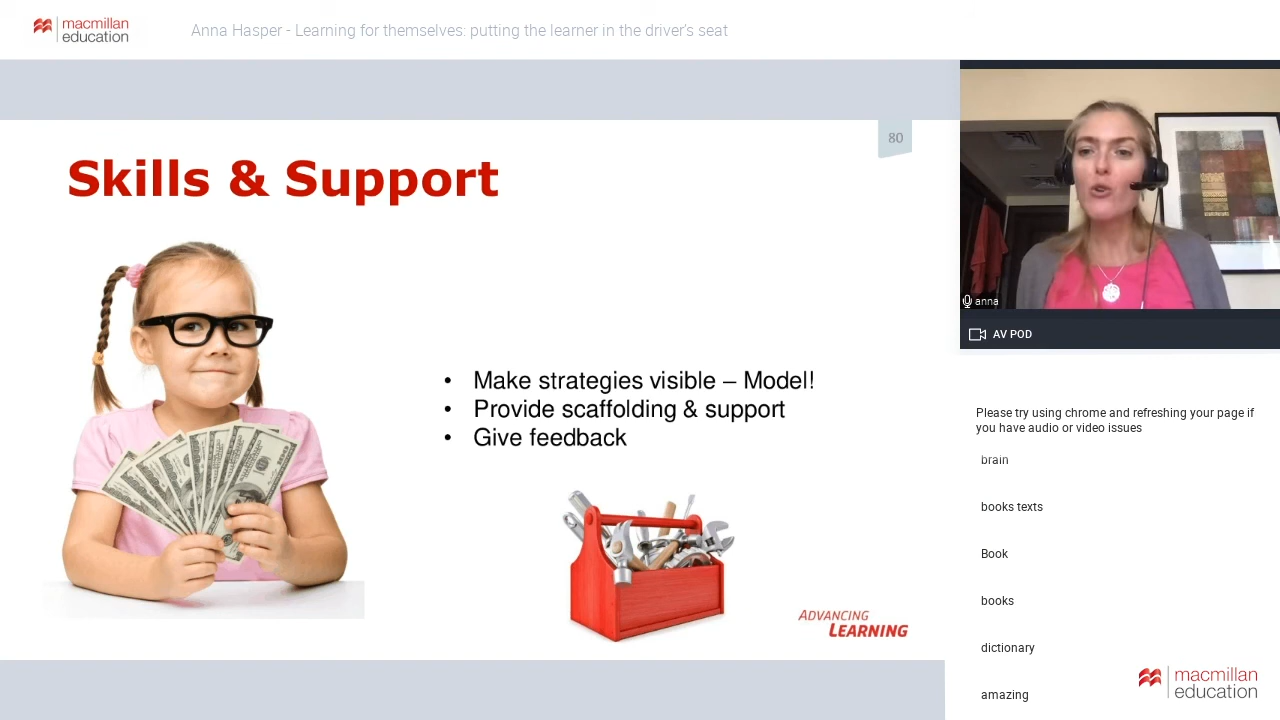 macmillan
education
Anna Hasper - Learning for themselves: putting the learner in the driver's seat
80
Skills & Support
• Make strategies visible – Model!
• Provide scaffolding & support
• Give feedback
ADVANCING
LEARNING
anna
AV POD
Please try using chrome and refreshing your page if
you have audio or video issues
brain
books texts
Book
books
dictionary
amazing
macmillan
education